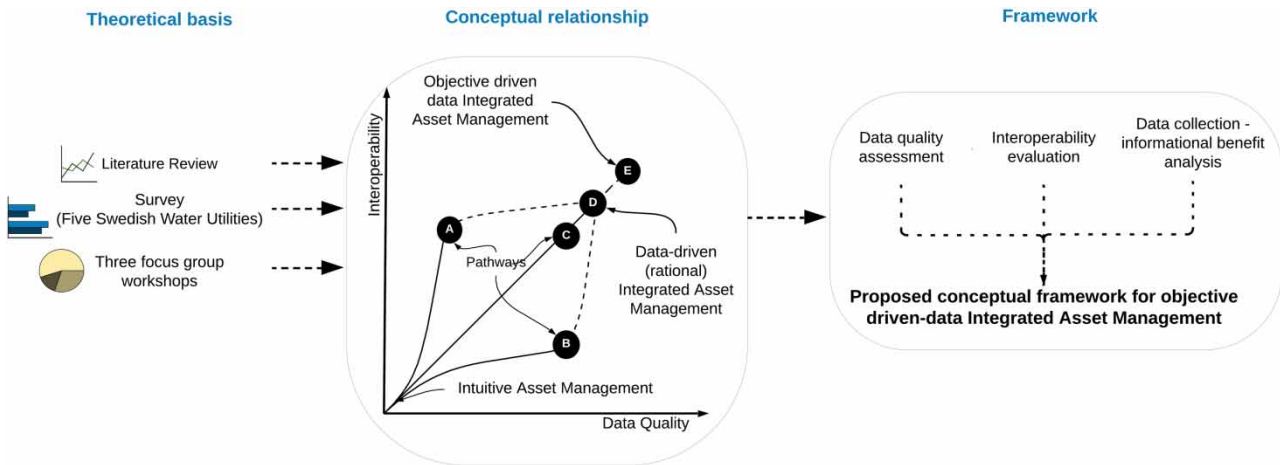 Theoretical basis
Literature Review
Survey
(Five Swedish Water Utilities)
Three focus group
workshops
Conceptual relationship
Objective driven
data Integrated
Asset Management
Interoperability
E
D
A
C
Pathways
Data-driven
(rational)
Integrated Asset
Management
B
Intuitive Asset Management
Data Quality
Framework
Data quality
assessment
Interoperability
evaluation
Data collection -
informational benefit
analysis
Proposed conceptual framework for objective
driven-data Integrated Asset Management